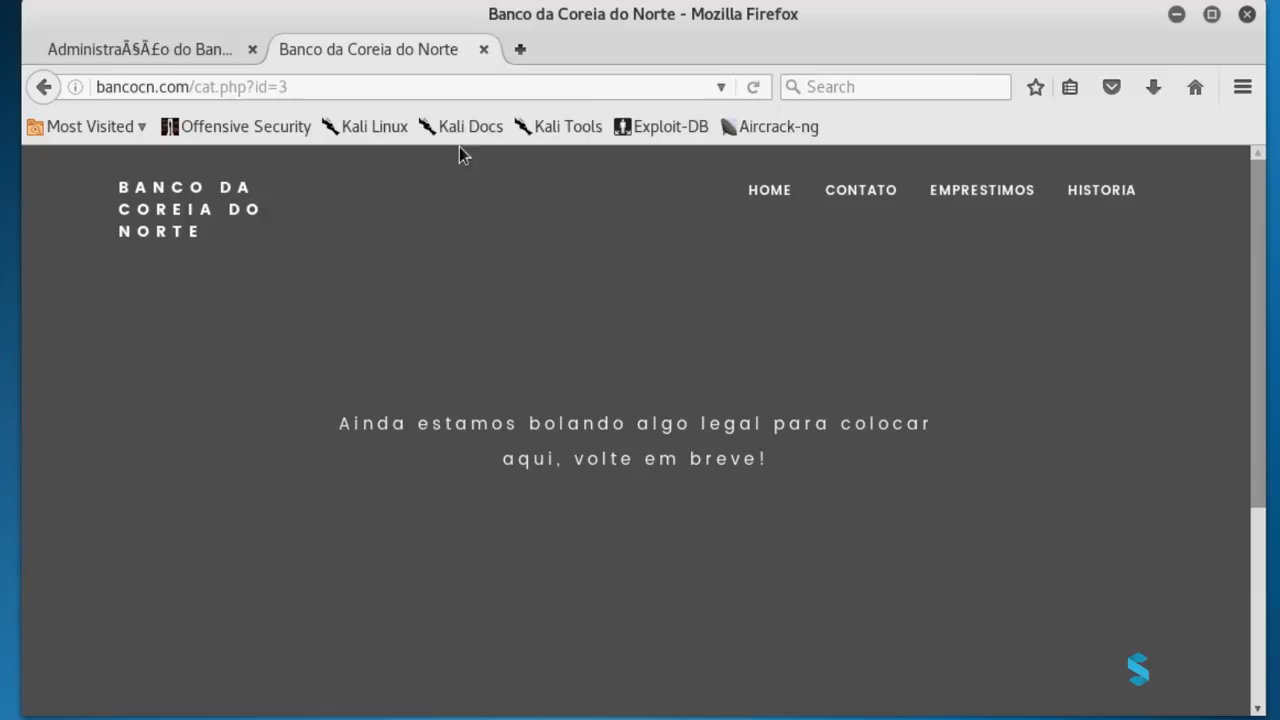 Banco da Coreia do Norte - Mozilla Firefox
AdministraÃ§Ã£o do Ban...
Banco da Coreia do Norte
bancocn.com/cat.php?id=3
Search
Most Visited
Offensive Security
Kali Linux
Kali Docs
Kali Tools
Exploit-DB
Aircrack-ng
BANCO DA
COREIA DO
NORTE
HOME
CONTATO
EMPRESTIMOS
HISTORIA
Ainda estamos bolando algo legal para colocar
aqui, volte em breve!